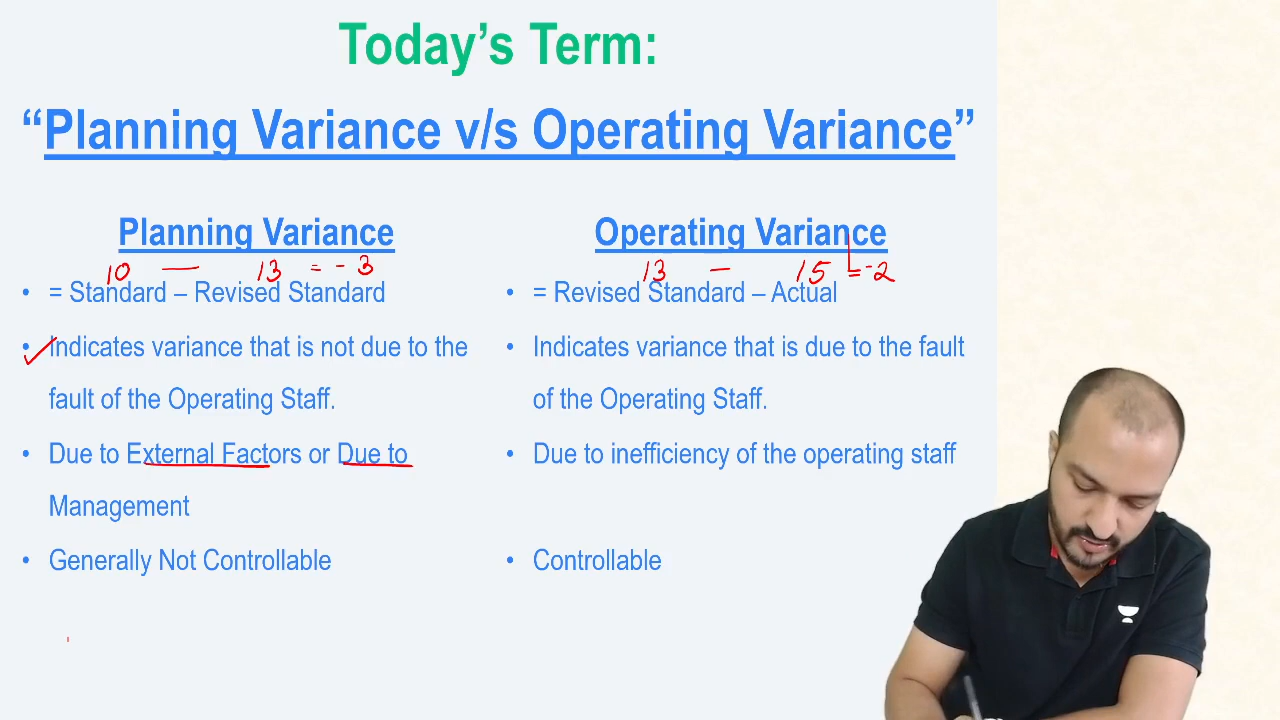 Today's Term:
“Planning Variance v/s Operating Variance”
Planning Variance
10 — 13 = - 3
• = Standard – Revised Standard
• Indicates variance that is not due to the
fault of the Operating Staff.
• Due to External Factors or Due to
Management
• Generally Not Controllable
Operating Variance
13 — 15 = -2
• = Revised Standard – Actual
• Indicates variance that is due to the fault
of the Operating Staff.
• Due to inefficiency of the operating staff
• Controllable